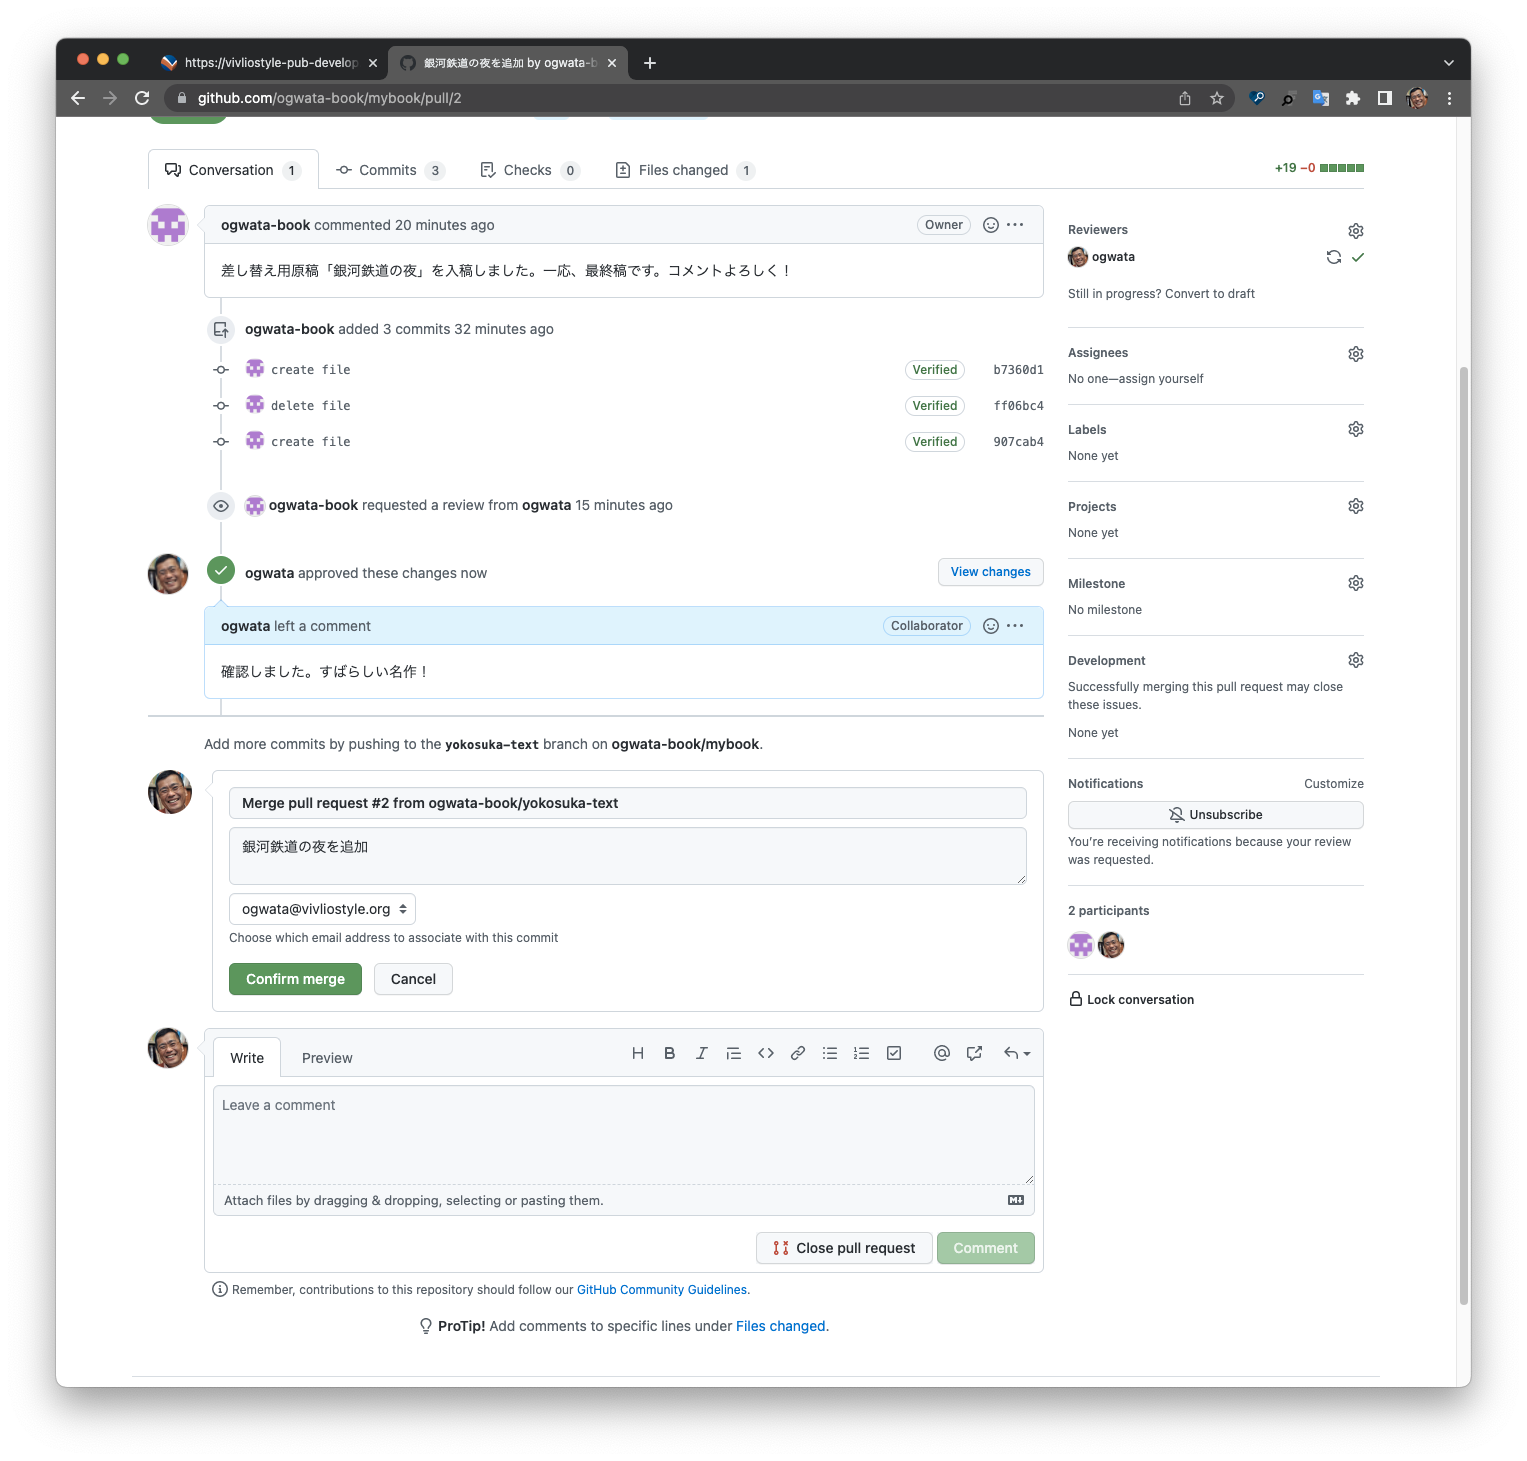 https://vivliostyle-pub-develop
銀河鉄道の夜を追加 by ogwata-b
github.com/ogwata-book/mybook/pull/2
Conversation 1
Commits 3
Checks 0
Files changed 1
+19 −0
ogwata-book commented 20 minutes ago
Owner
差し替え用原稿「銀河鉄道の夜」を入稿しました。一応、最終稿です。コメントよろしく！
ogwata-book added 3 commits 32 minutes ago
create file Verified b7360d1
delete file Verified ff06bc4
create file Verified 907cab4
ogwata-book requested a review from ogwata 15 minutes ago
ogwata approved these changes now
View changes
ogwata left a comment
Collaborator
確認しました。すばらしい名作！
Add more commits by pushing to the yokosuka-text branch on ogwata-book/mybook.
Merge pull request #2 from ogwata-book/yokosuka-text
銀河鉄道の夜を追加
ogwata@vivliostyle.org
Choose which email address to associate with this commit
Confirm merge
Cancel
Write
Preview
Leave a comment
Attach files by dragging & dropping, selecting or pasting them.
Close pull request
Comment
Remember, contributions to this repository should follow our GitHub Community Guidelines.
ProTip! Add comments to specific lines under Files changed.
Reviewers
ogwata
Still in progress? Convert to draft
Assignees
No one—assign yourself
Labels
None yet
Projects
None yet
Milestone
No milestone
Development
Successfully merging this pull request may close
these issues.
None yet
Notifications
Customize
Unsubscribe
You're receiving notifications because your review
was requested.
2 participants
Lock conversation